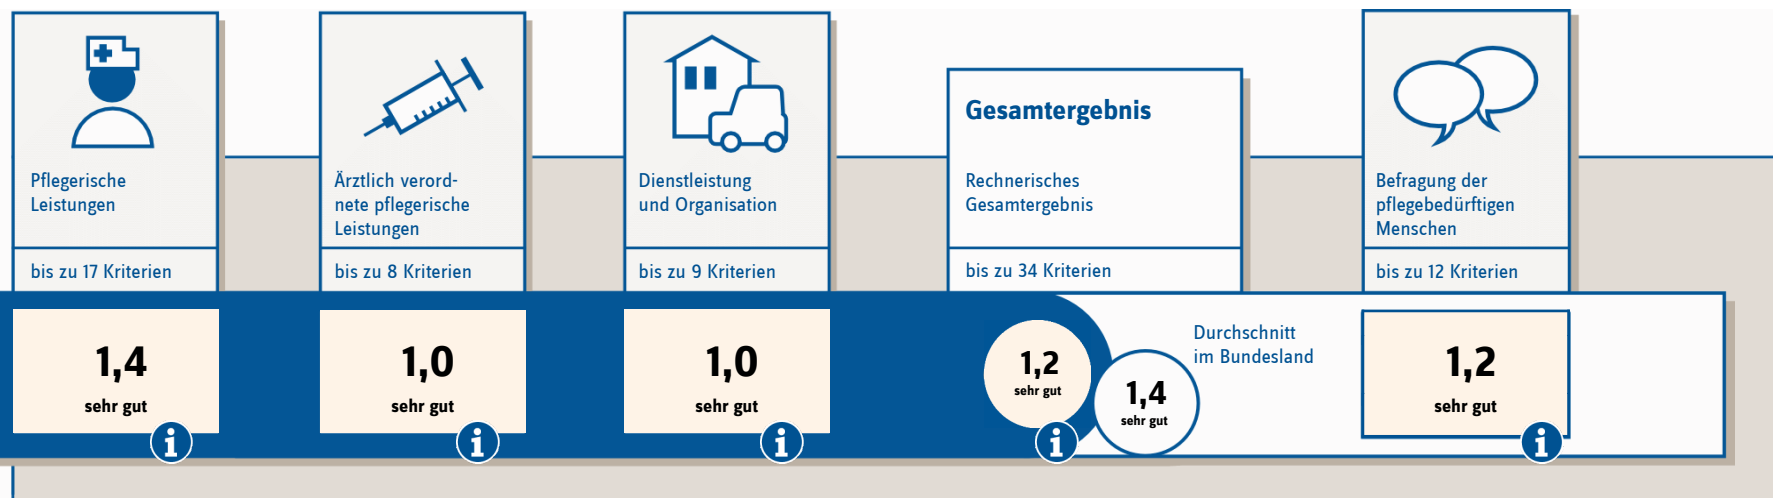 Pflegerische
Leistungen
bis zu 17 Kriterien
1,4
sehr gut
i
Ärztlich verord-
nete pflegerische
Leistungen
bis zu 8 Kriterien
1,0
sehr gut
i
Dienstleistung
und Organisation
bis zu 9 Kriterien
1,0
sehr gut
i
Gesamtergebnis
Rechnerisches
Gesamtergebnis
bis zu 34 Kriterien
1,2
sehr gut
i
1,4
sehr gut
Durchschnitt
im Bundesland
Befragung der
pflegebedürftigen
Menschen
bis zu 12 Kriterien
1,2
sehr gut
i